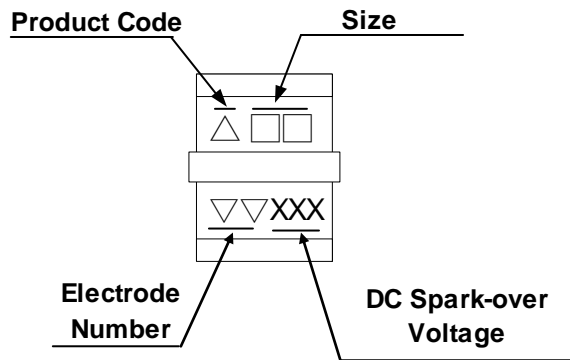 Product Code
Size
△ □□
▽▽XXX
Electrode
Number
DC Spark-over
Voltage